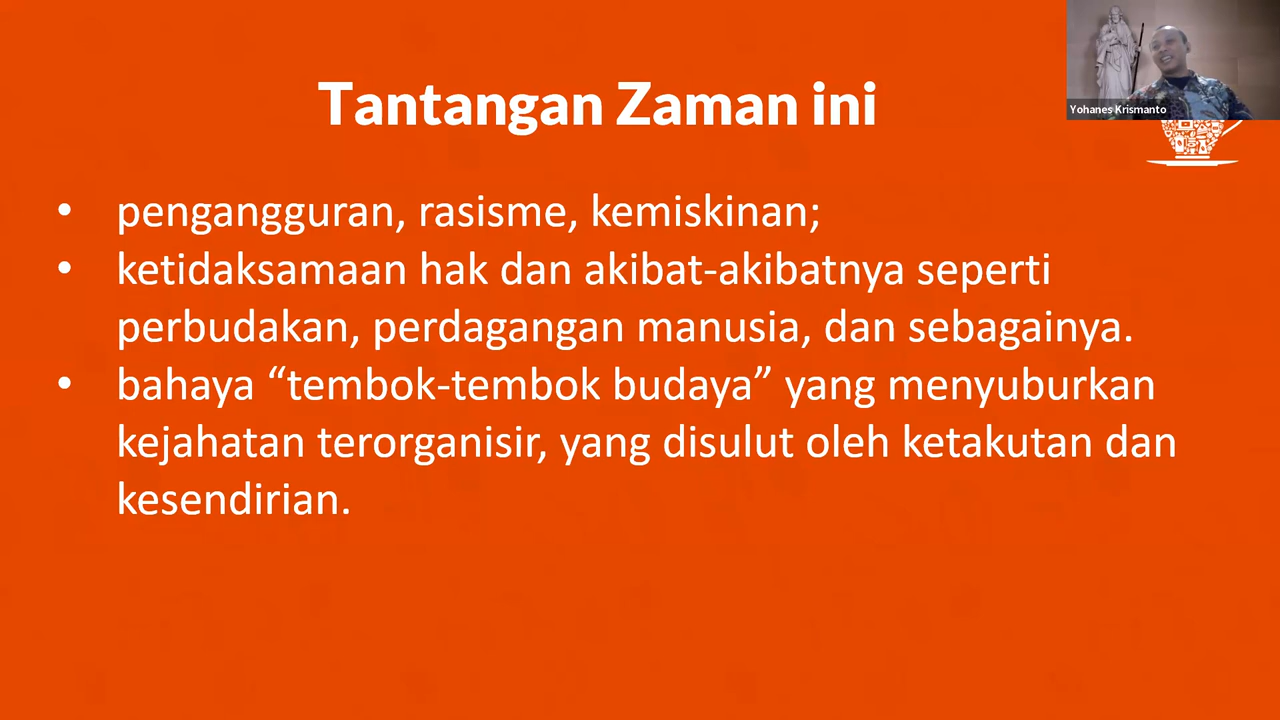 Tantangan Zaman ini
Yohanes Krismanto
• pengangguran, rasisme, kemiskinan;
• ketidaksamaan hak dan akibat-akibatnya seperti
perbudakan, perdagangan manusia, dan sebagainya.
• bahaya “tembok-tembok budaya” yang menyuburkan
kejahatan terorganisir, yang disulut oleh ketakutan dan
kesendirian.